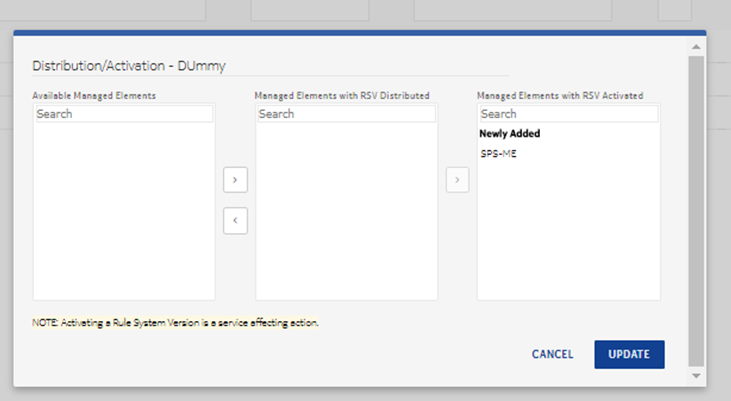 Distribution/Activation - DUmmy
Available Managed Elements
Search
Managed Elements with RSV Distributed
Search
Managed Elements with RSV Activated
Search
Newly Added
SPS-ME
>
<
>
NOTE: Activating a Rule System Version is a service affecting action.
CANCEL
UPDATE